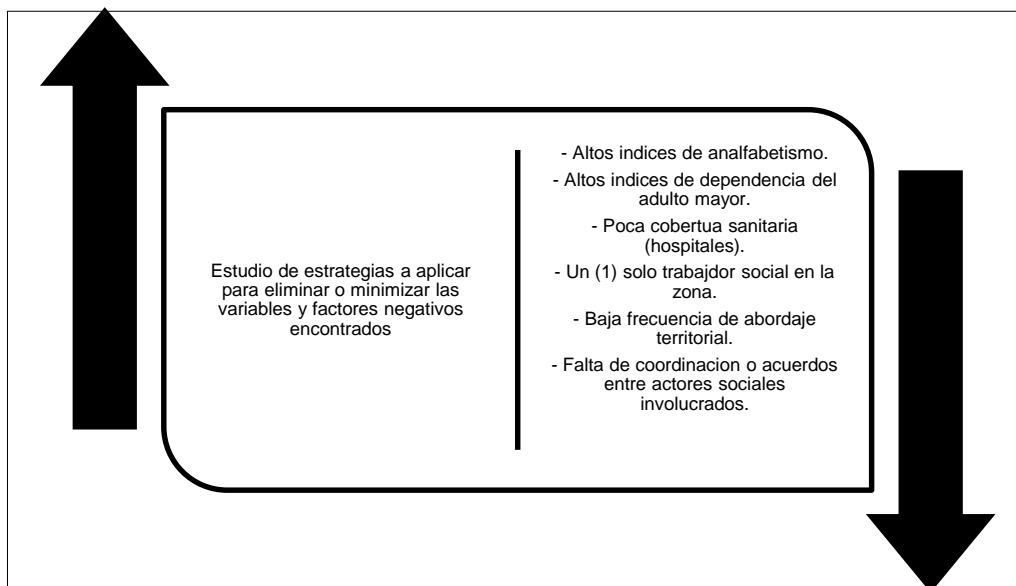 Estudio de estrategias a aplicar
para eliminar o minimizar las
variables y factores negativos
encontrados
- Altos indices de analfabetismo.
- Altos indices de dependencia del
adulto mayor.
- Poca cobertua sanitaria
(hospitales).
- Un (1) solo trabajdor social en la
zona.
- Baja frecuencia de abordaje
territorial.
- Falta de coordinacion o acuerdos
entre actores sociales
involucrados.